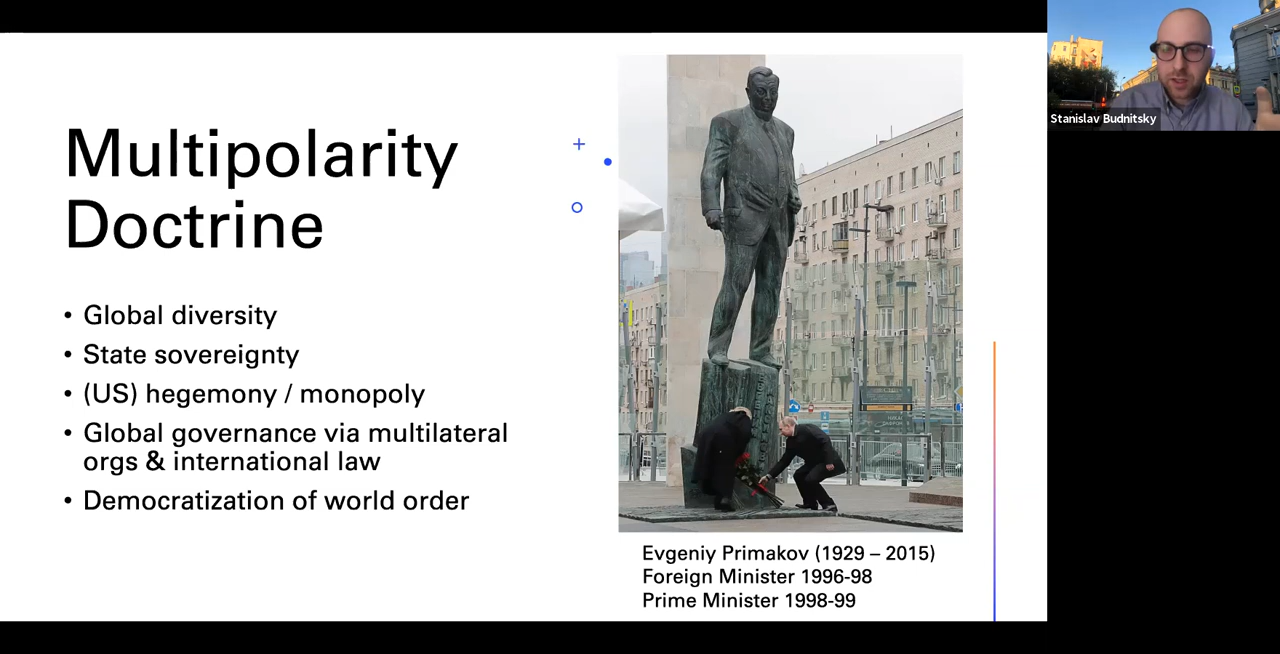 Multipolarity
Doctrine
• Global diversity
• State sovereignty
• (US) hegemony / monopoly
• Global governance via multilateral
orgs & international law
• Democratization of world order
Evgeniy Primakov (1929 – 2015)
Foreign Minister 1996-98
Prime Minister 1998-99
Stanislav Budnitsky